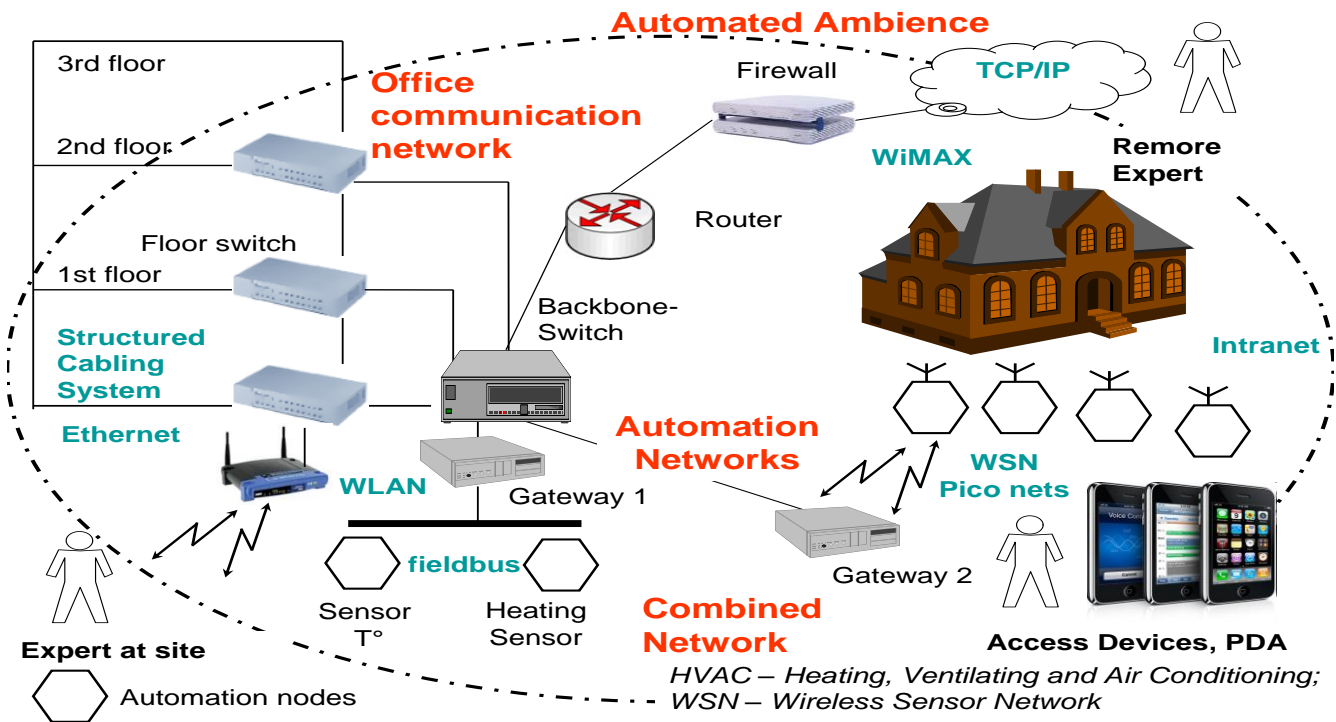 Automated Ambience
3rd floor
Office
communication
network
Firewall
TCP/IP
2nd floor
WiMAX
Remore
Expert
Router
Floor switch
1st floor
Backbone-
Switch
Structured
Cabling
System
Intranet
Ethernet
Automation
Networks
WLAN
Gateway 1
WSN
Pico nets
fieldbus
Gateway 2
Sensor
T°
Heating
Sensor
Combined
Network
Expert at site
Access Devices, PDA
Automation nodes
HVAC – Heating, Ventilating and Air Conditioning;
WSN – Wireless Sensor Network